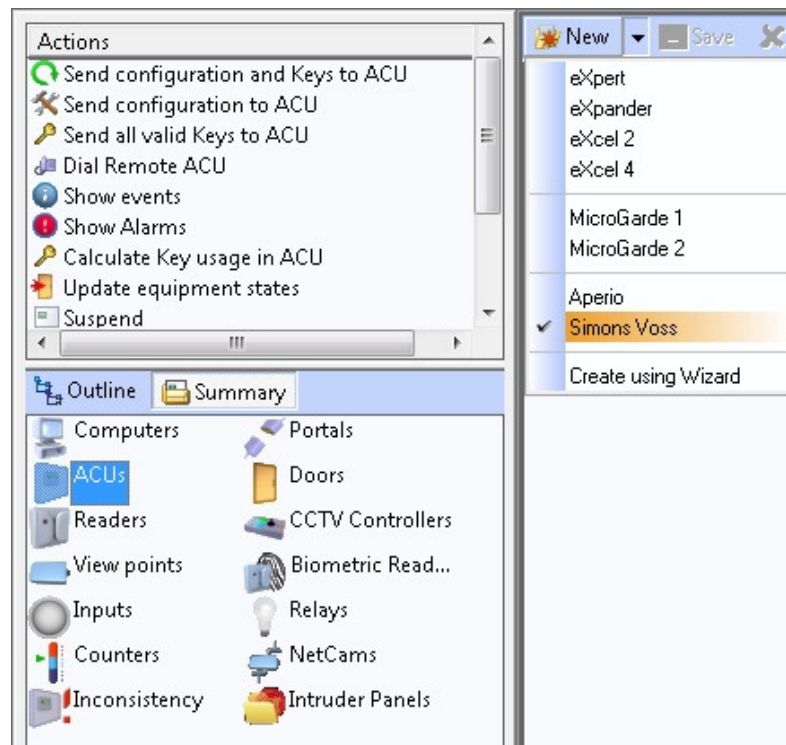 Actions
Send configuration and Keys to ACU
Send configuration to ACU
Send all valid Keys to ACU
Dial Remote ACU
Show events
Show Alarms
Calculate Key usage in ACU
Update equipment states
Suspend
Outline Summary
Computers Portals
ACUs Doors
Readers CCTV Controllers
View points Biometric Read...
Inputs Relays
Counters NetCams
Inconsistency Intruder Panels
New Save
eXpert
eXpander
eXcel 2
eXcel 4
MicroGarde 1
MicroGarde 2
Aperio
Simons Voss
Create using Wizard